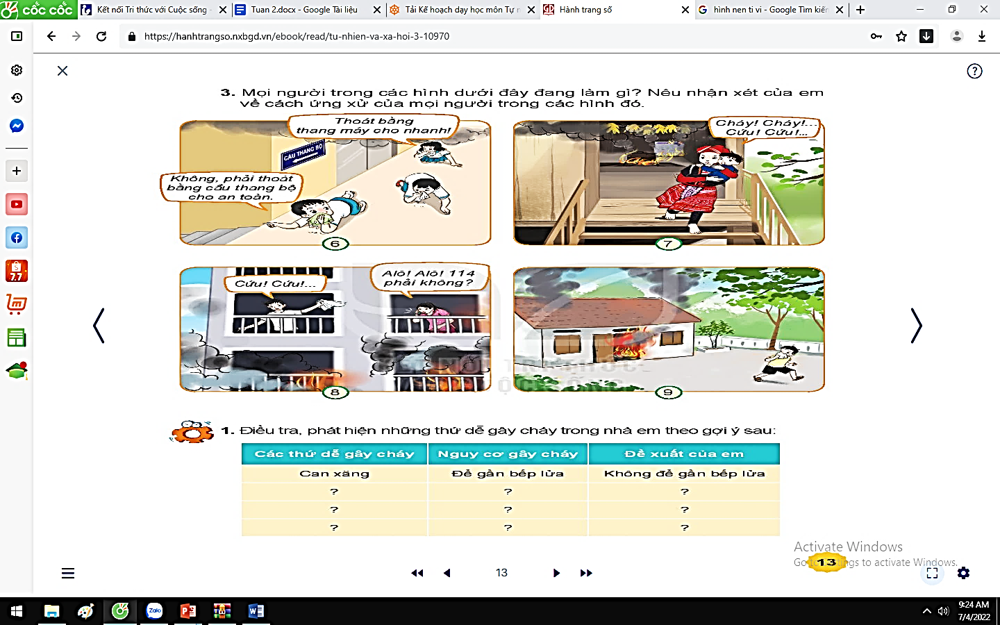 cốc cốc
Kết nối Tri thức với Cuộc sống
Tuan 2.docx - Google Tài liệu
Tải Kế hoạch dạy học môn Tự n
Hành trang số
hình nen ti vi - Google Tìm kiếm
https://hanhtrangso.nxbgd.vn/ebook/read/tu-nhien-va-xa-hoi-3-10970
3. Mọi người trong các hình dưới đây đang làm gì? Nêu nhận xét của em
về cách ứng xử của mọi người trong các hình đó.
Thoát bằng
thang máy cho nhanh!
CẦU THANG BỘ
Không, phải thoát
bằng cầu thang bộ
cho an toàn.
6
Cháy! Cháy!...
Cứu! Cứu!...
7
Cứu! Cứu!...
Alô! Alô! 114
phải không?
8
9
1. Điều tra, phát hiện những thứ dễ gây cháy trong nhà em theo gợi ý sau:
Các thứ dễ gây cháy Nguy cơ gây cháy Đề xuất của em
Can xăng Để gần bếp lửa Không để gần bếp lửa
? ? ?
? ? ?
? ? ?
Activate Windows
Go to Settings to activate Windows.
13
13
7.7
Zalo
9:24 AM
7/4/2022